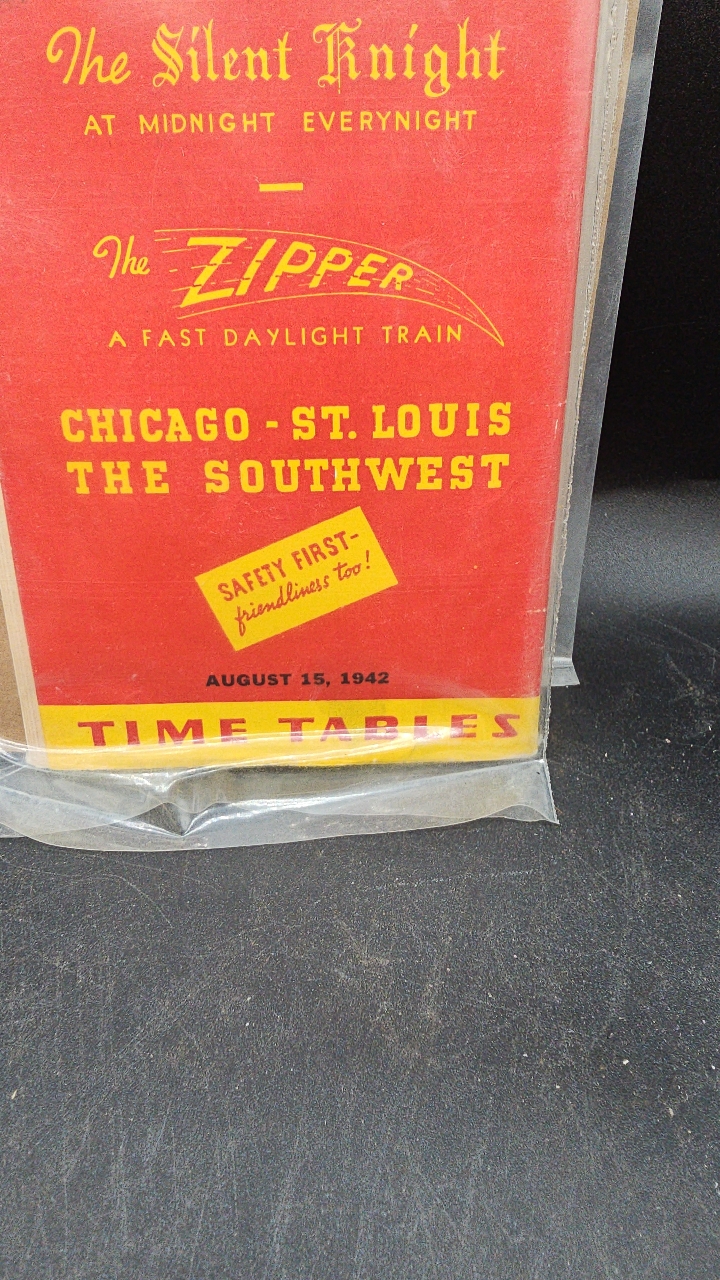 The Silent Knight
AT MIDNIGHT EVERYNIGHT
The ZIPPER
A FAST DAYLIGHT TRAIN
CHICAGO - ST. LOUIS
THE SOUTHWEST
SAFETY FIRST-
friendliness too!
AUGUST 15, 1942
TIME TABLES